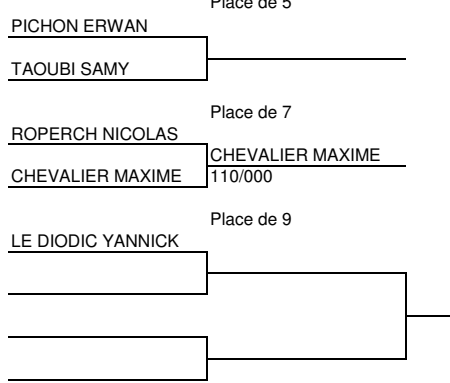 Place de 5
PICHON ERWAN
TAOUBI SAMY
Place de 7
ROPERCH NICOLAS
CHEVALIER MAXIME
CHEVALIER MAXIME
110/000
Place de 9
LE DIODIC YANNICK